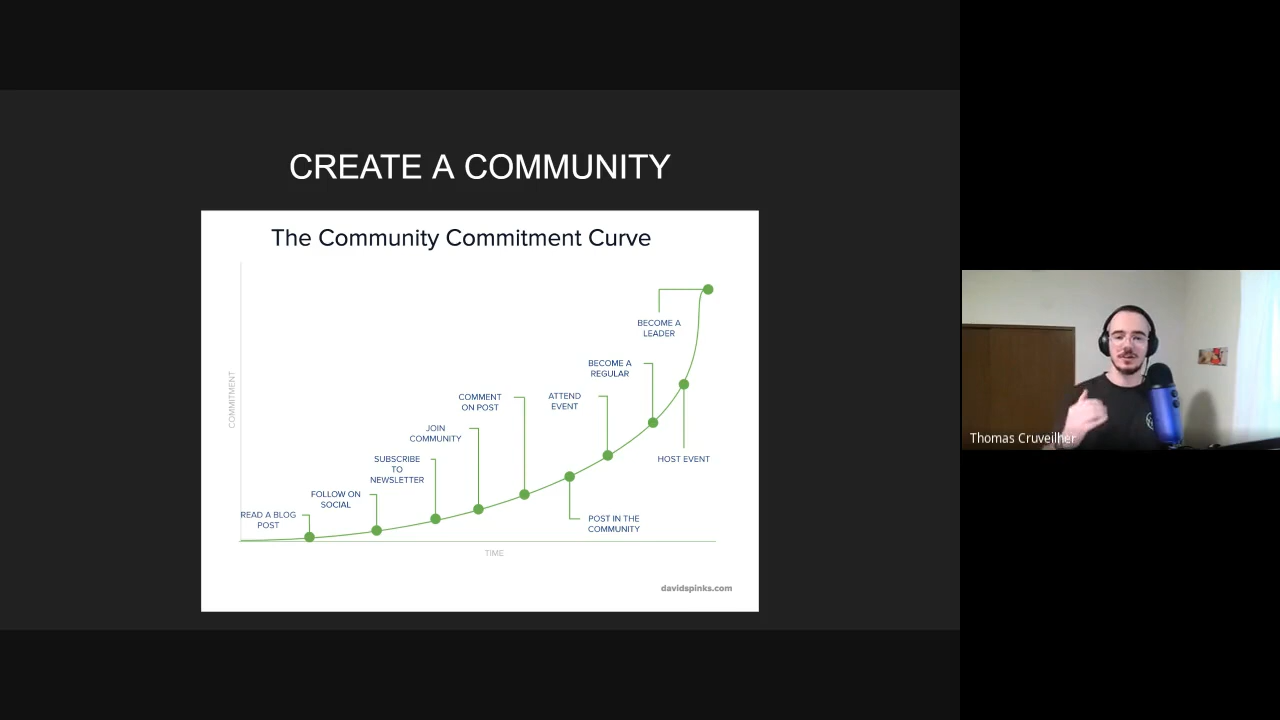 CREATE A COMMUNITY
The Community Commitment Curve
COMMITMENT
BECOME A
LEADER
BECOME A
REGULAR
ATTEND
EVENT
COMMENT
ON POST
JOIN
COMMUNITY
SUBSCRIBE
TO
NEWSLETTER
FOLLOW ON
SOCIAL
READ A BLOG
POST
HOST EVENT
POST IN THE
COMMUNITY
TIME
davidspinks.com
Thomas Cruveilher